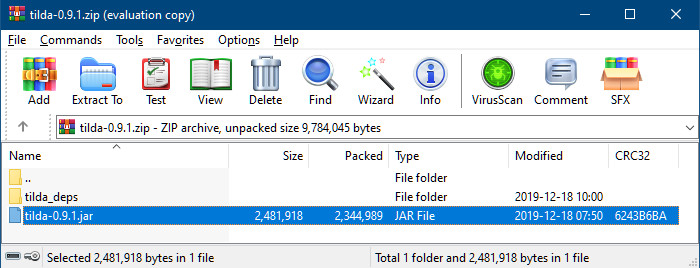 tilda-0.9.1.zip (evaluation copy)
File Commands Tools Favorites Options Help
Add Extract To Test View Delete Find Wizard Info VirusScan Comment SFX
tilda-0.9.1.zip - ZIP archive, unpacked size 9,784,045 bytes
Name Size Packed Type Modified CRC32
.. File folder
tilda_deps File folder 2019-12-18 10:00
tilda-0.9.1.jar 2,481,918 2,344,989 JAR File 2019-12-18 07:50 6243B6BA
Selected 2,481,918 bytes in 1 file Total 1 folder and 2,481,918 bytes in 1 file